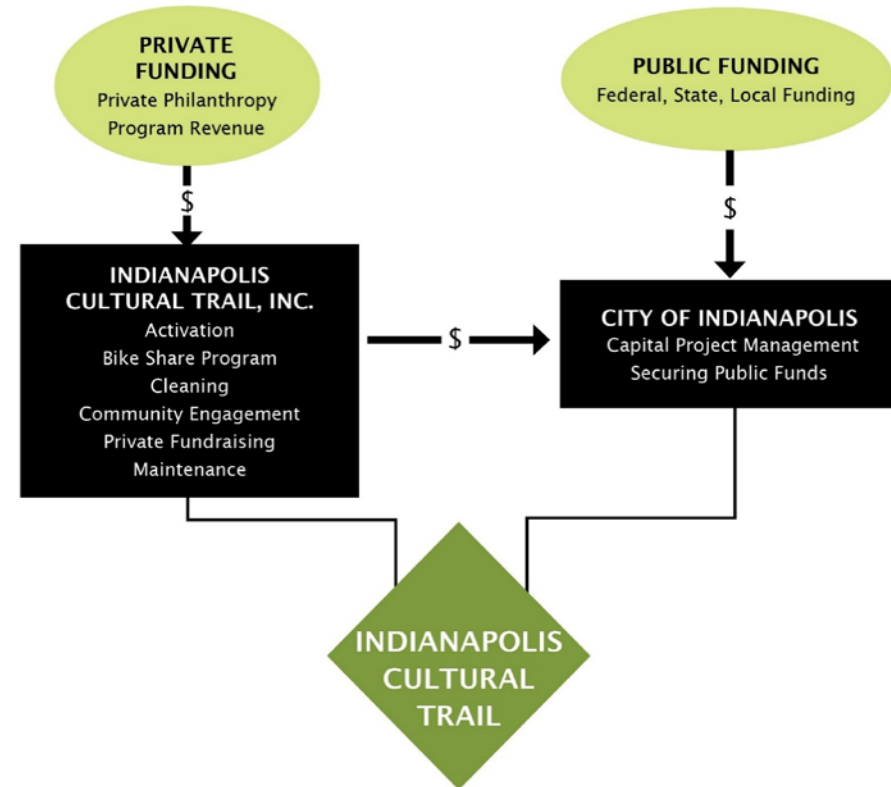 PRIVATE
FUNDING
Private Philanthropy
Program Revenue
$
PUBLIC FUNDING
Federal, State, Local Funding
$
INDIANAPOLIS
CULTURAL TRAIL, INC.
Activation
Bike Share Program
Cleaning
Community Engagement
Private Fundraising
Maintenance
$
CITY OF INDIANAPOLIS
Capital Project Management
Securing Public Funds
INDIANAPOLIS
CULTURAL
TRAIL